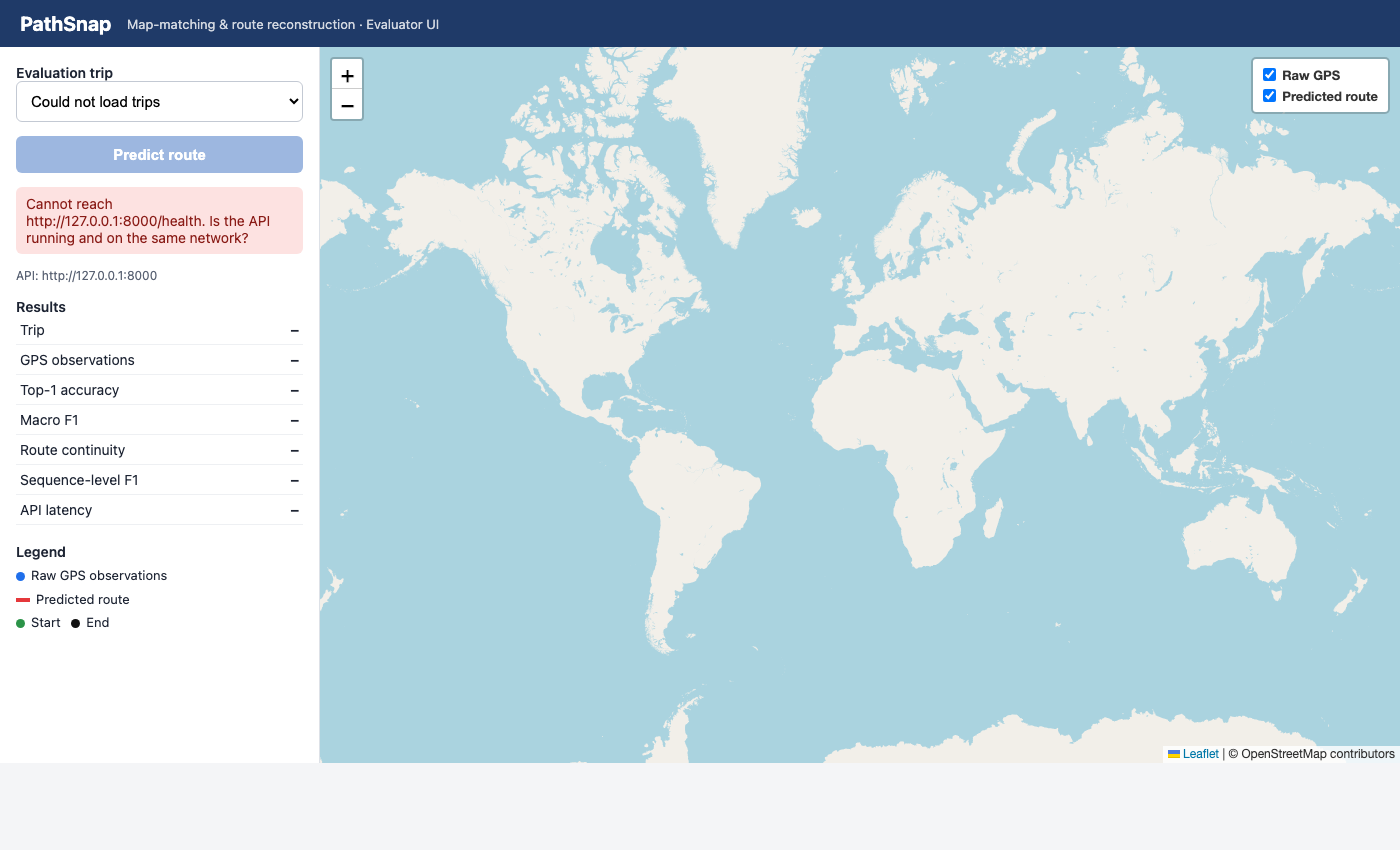 PathSnap Map-matching & route reconstruction · Evaluator UI
Evaluation trip
Could not load trips
Predict route
Cannot reach
http://127.0.0.1:8000/health. Is the API
running and on the same network?
API: http://127.0.0.1:8000
Results
Trip –
GPS observations –
Top-1 accuracy –
Macro F1 –
Route continuity –
Sequence-level F1 –
API latency –
Legend
Raw GPS observations
Predicted route
Start End
+
−
Raw GPS
Predicted route
Leaflet | © OpenStreetMap contributors